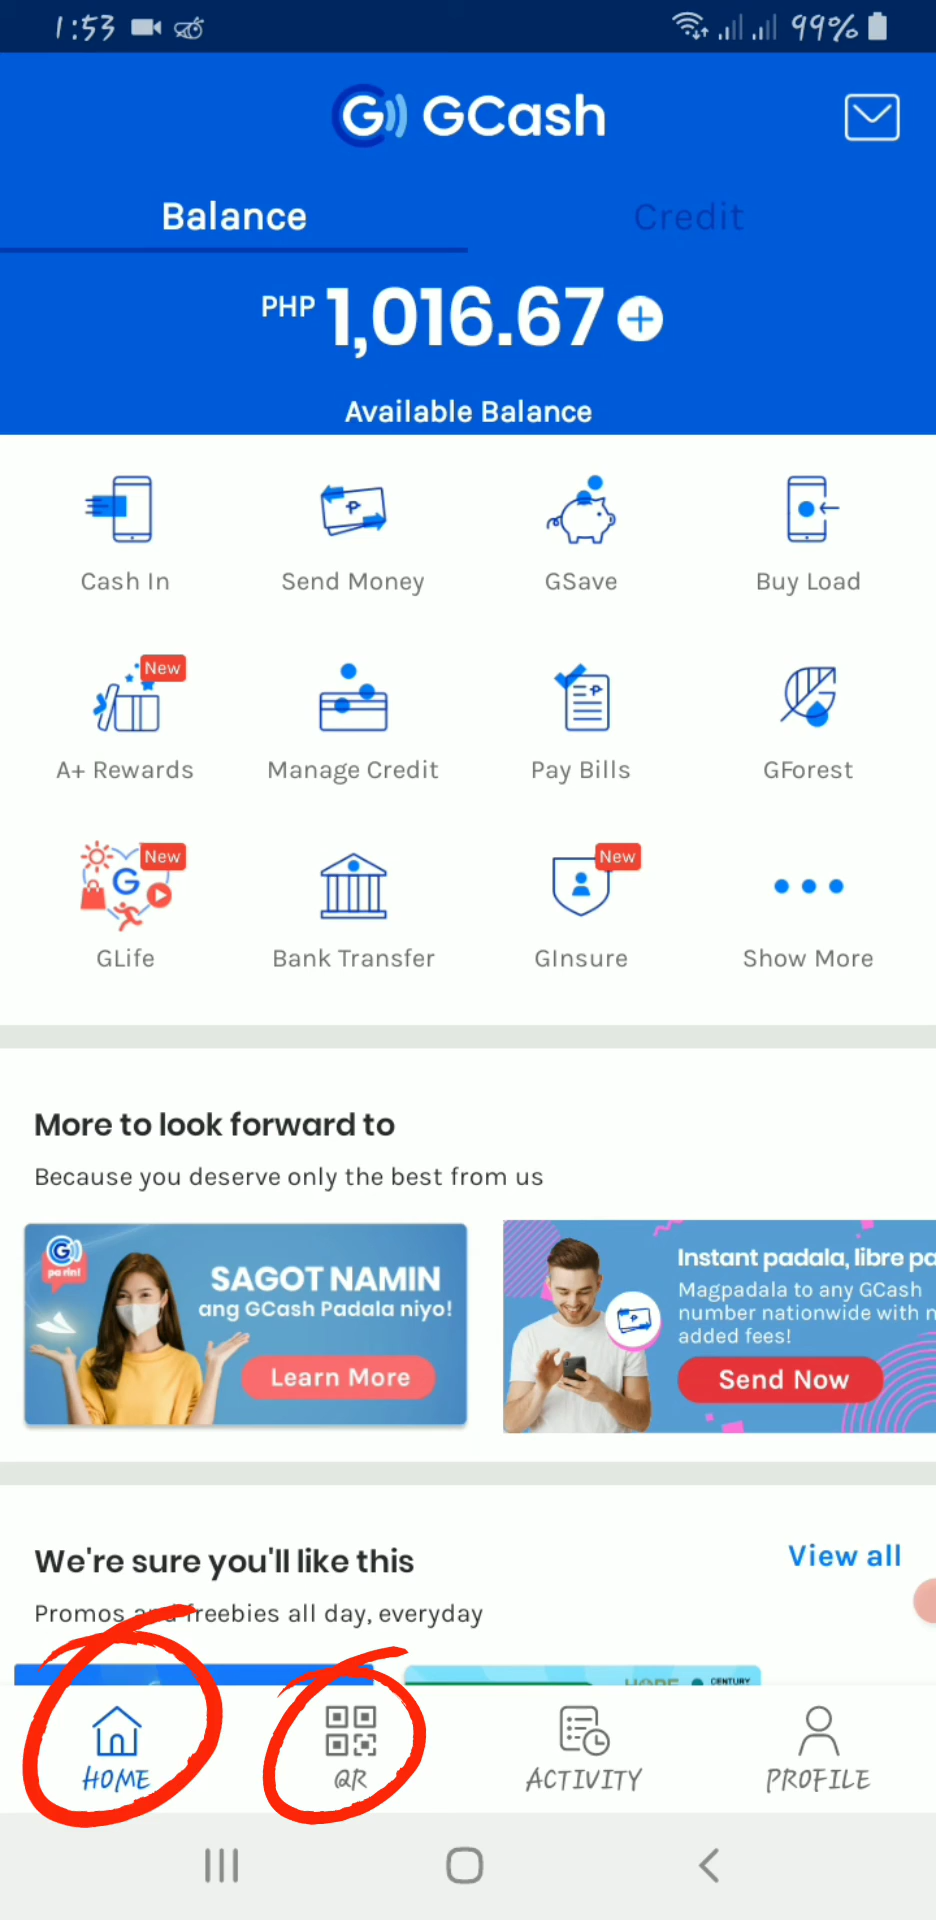 1:53 99%
G GCash
Balance Credit
PHP 1,016.67
Available Balance
Cash In Send Money GSave Buy Load
New
A+ Rewards Manage Credit Pay Bills GForest
New New
G
GLife Bank Transfer GInsure Show More
More to look forward to
Because you deserve only the best from us
G
pa rin!
SAGOT NAMIN
ang GCash Padala niyo!
Learn More
Instant padala, libre pa
Magpadala to any GCash
number nationwide with
added fees!
Send Now
We're sure you'll like this View all
Promos and freebies all day, everyday
HOPE CENTURY
HOME QR ACTIVITY PROFILE